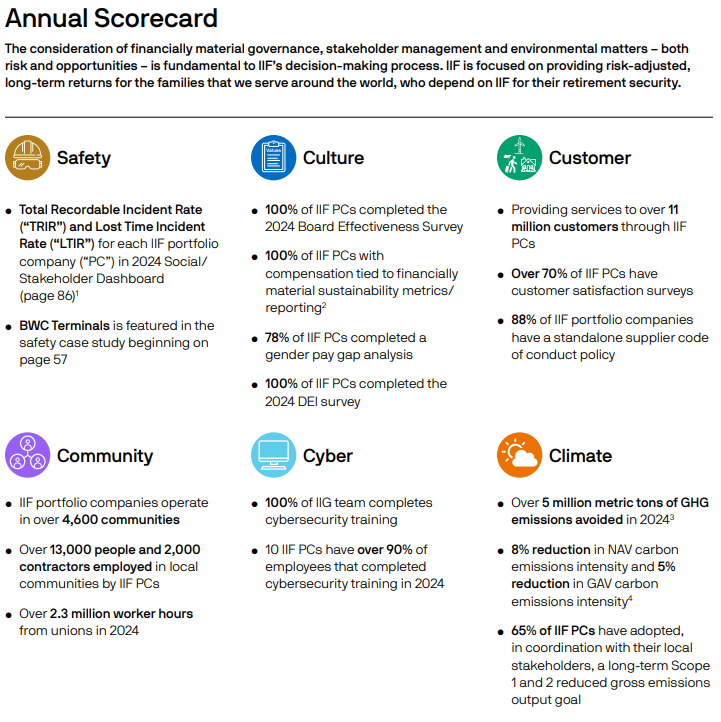 Annual Scorecard
The consideration of financially material governance, stakeholder management and environmental matters – both
risk and opportunities – is fundamental to IIF's decision-making process. IIF is focused on providing risk-adjusted,
long-term returns for the families that we serve around the world, who depend on IIF for their retirement security.
Safety
• Total Recordable Incident Rate
("TRIR") and Lost Time Incident
Rate ("LTIR") for each IIF portfolio
company ("PC") in 2024 Social/
Stakeholder Dashboard
(page 86)¹
• BWC Terminals is featured in the
safety case study beginning on
page 57
Values
Culture
• 100% of IIF PCs completed the
2024 Board Effectiveness Survey
• 100% of IIF PCs with
compensation tied to financially
material sustainability metrics/
reporting²
• 78% of IIF PCs completed a
gender pay gap analysis
• 100% of IIF PCs completed the
2024 DEI survey
Customer
• Providing services to over 11
million customers through IIF
PCs
• Over 70% of IIF PCs have
customer satisfaction surveys
• 88% of IIF portfolio companies
have a standalone supplier code
of conduct policy
Community
• IIF portfolio companies operate
in over 4,600 communities
• Over 13,000 people and 2,000
contractors employed in local
communities by IIF PCs
• Over 2.3 million worker hours
from unions in 2024
Cyber
• 100% of IIG team completes
cybersecurity training
• 10 IIF PCs have over 90% of
employees that completed
cybersecurity training in 2024
Climate
• Over 5 million metric tons of GHG
emissions avoided in 2024³
• 8% reduction in NAV carbon
emissions intensity and 5%
reduction in GAV carbon
emissions intensity⁴
• 65% of IIF PCs have adopted,
in coordination with their local
stakeholders, a long-term Scope
1 and 2 reduced gross emissions
output goal